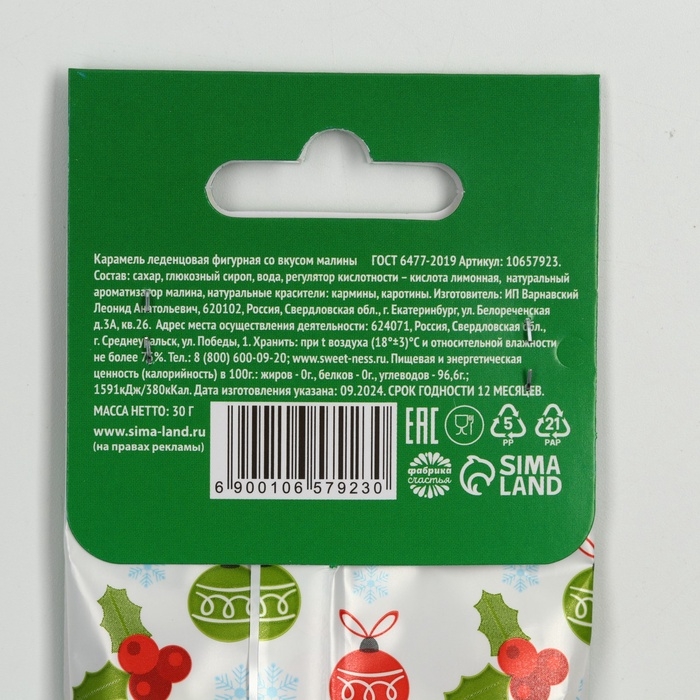 Карамель леденцовая фигурная со вкусом малины ГОСТ 6477-2019 Артикул: 10657923.
Состав: сахар, глюкозный сироп, вода, регулятор кислотности – кислота лимонная, натуральный
ароматизатор малина, натуральные красители: кармины, каротины. Изготовитель: ИП Варнавский
Леонид Анатольевич, 620102, Россия, Свердловская обл., г. Екатеринбург, ул. Белореченская
д.3А, кв.26. Адрес места осуществления деятельности: 624071, Россия, Свердловская обл.,
г. Среднеуральск, ул. Победы, 1. Хранить: при t воздуха (18°±3)°С и относительной влажности
не более Тел.: 8 (800) 600-09-20; www.sweet-ness.ru. Пищевая и энергетическая
ценность (калорийность) в 100г.: жиров - 0г., белков - 0г., углеводов - 96,6г.;
1591кДж/380кКал. Дата изготовления указана: 09.2024. СРОК ГОДНОСТИ 12 МЕСЯЦЕВ.
МАССА НЕТТО: 30 Г
www.sima-land.ru
(на правах рекламы)
6 900106 579230
ЕАС
5
PP
21
PAP
фабрика
счастья
SIMA
LAND